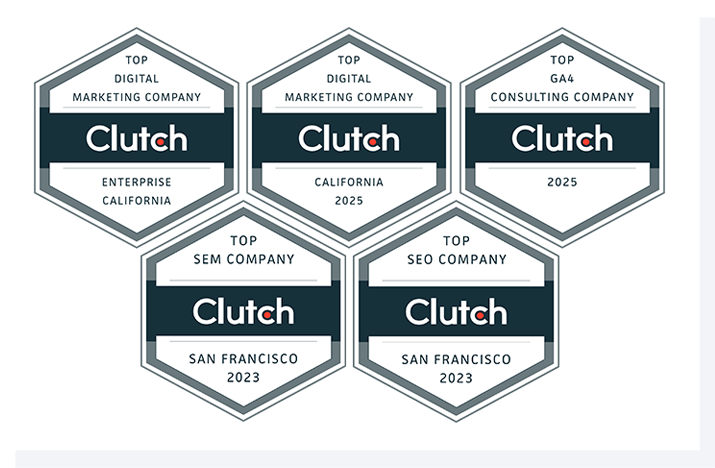 TOP
DIGITAL
MARKETING COMPANY
Clutch
ENTERPRISE
CALIFORNIA
TOP
DIGITAL
MARKETING COMPANY
Clutch
CALIFORNIA
2025
TOP
GA4
CONSULTING COMPANY
Clutch
2025
TOP
SEM COMPANY
Clutch
SAN FRANCISCO
2023
TOP
SEO COMPANY
Clutch
SAN FRANCISCO
2023